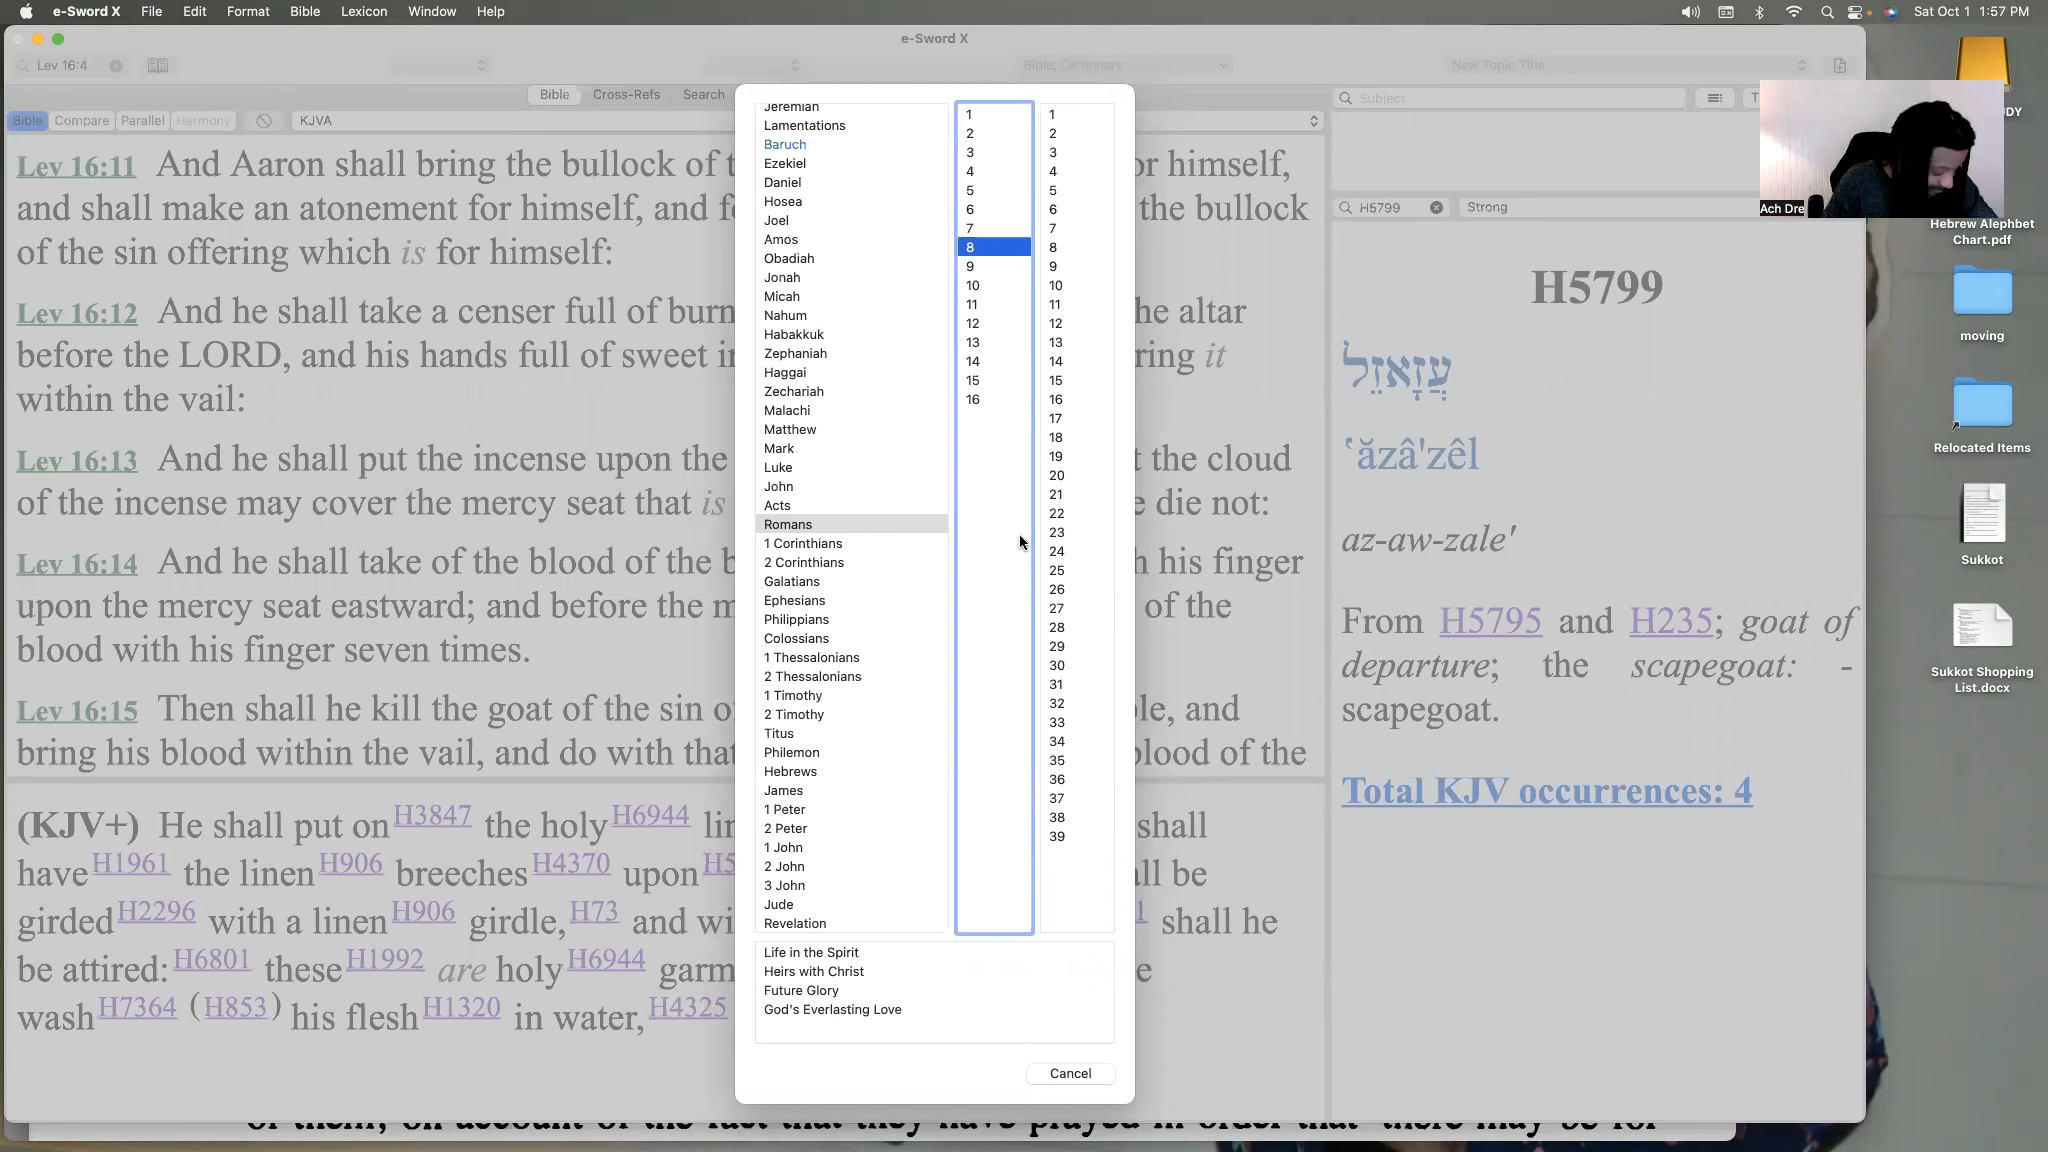 e-Sword X File Edit Format Bible Lexicon Window Help
Sat Oct 1 1:57 PM
e-Sword X
Lev 16:4
Bible, Dictionary
New Topic Title
Bible Cross-Refs Search
Subject
Bible Compare Parallel Harmony
KJVA
Lev 16:11 And Aaron shall bring the bullock of
or himself,
and shall make an atonement for himself, and
the bullock
of the sin offering which is for himself:
Lev 16:12 And he shall take a censer full of
he altar
before the LORD, and his hands full of sweet
ring it
within the vail:
Lev 16:13 And he shall put the incense upon the
t the cloud
of the incense may cover the mercy seat that is
e die not:
Lev 16:14 And he shall take of the blood of the b
h his finger
upon the mercy seat eastward; and before the m
of the
blood with his finger seven times.
Lev 16:15 Then shall he kill the goat of the sin
le, and
bring his blood within the vail, and do with that
blood of the
(KJV+) He shall put on H3847 the holy H6944
shall
have H1961 the linen H906 breeches H4370 upon
all be
girded H2296 with a linen H906 girdle, H73 and
shall he
be attired: H6801 these H1992 are holy H6944
wash H7364 (H853) his flesh H1320 in water, H4325
Jeremiah
Lamentations
Baruch
Ezekiel
Daniel
Hosea
Joel
Amos
Obadiah
Jonah
Micah
Nahum
Habakkuk
Zephaniah
Haggai
Zechariah
Malachi
Matthew
Mark
Luke
John
Acts
Romans
1 Corinthians
2 Corinthians
Galatians
Ephesians
Philippians
Colossians
1 Thessalonians
2 Thessalonians
1 Timothy
2 Timothy
Titus
Philemon
Hebrews
James
1 Peter
2 Peter
1 John
2 John
3 John
Jude
Revelation
1
2
3
4
5
6
7
8
9
10
11
12
13
14
15
16
1
2
3
4
5
6
7
8
9
10
11
12
13
14
15
16
17
18
19
20
21
22
23
24
25
26
27
28
29
30
31
32
33
34
35
36
37
38
39
Life in the Spirit
Heirs with Christ
Future Glory
God's Everlasting Love
Cancel
H5799
Strong
H5799
עֲזָאזֵל
‛ăzâ'zêl
az-aw-zale'
From H5795 and H235; goat of
departure; the scapegoat: -
scapegoat.
Total KJV occurrences: 4
Ach Dre
Hebrew Alephbet
Chart.pdf
moving
Relocated Items
Sukkot
Sukkot Shopping
List.docx